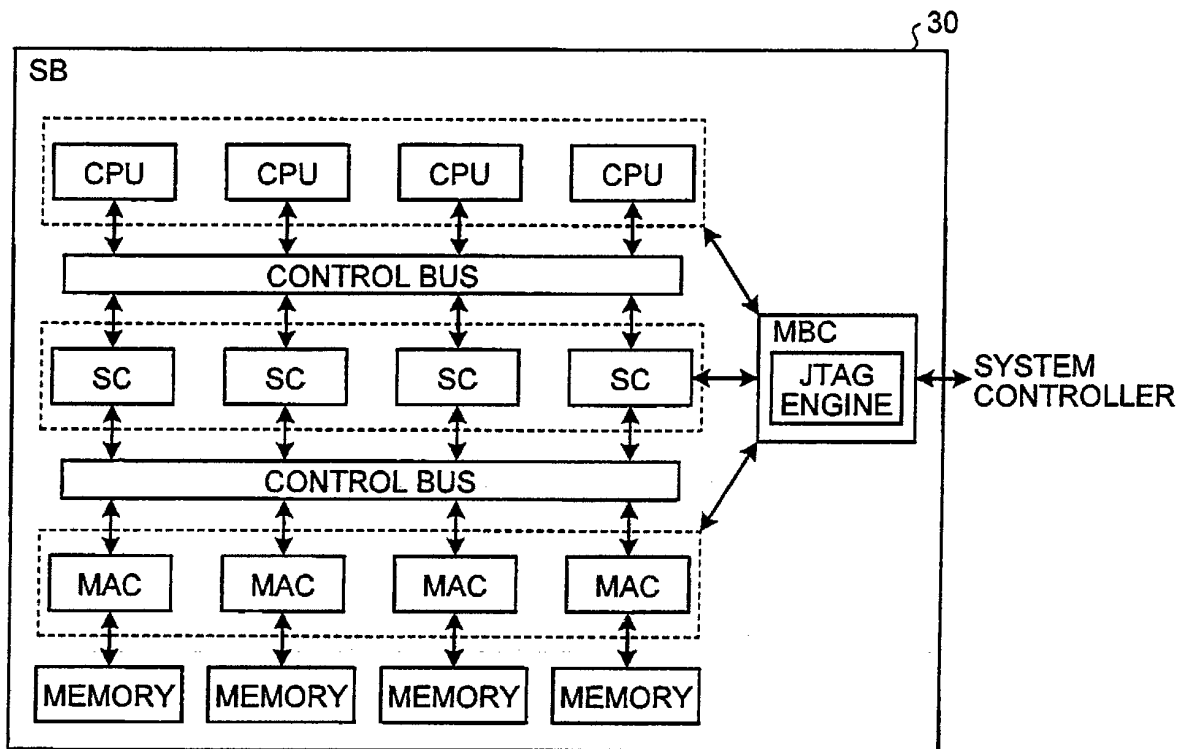 30
SB
CPU CPU CPU CPU
CONTROL BUS
MBC
JTAG
ENGINE
SYSTEM
CONTROLLER
SC SC SC SC
CONTROL BUS
MAC MAC MAC MAC
MEMORY MEMORY MEMORY MEMORY